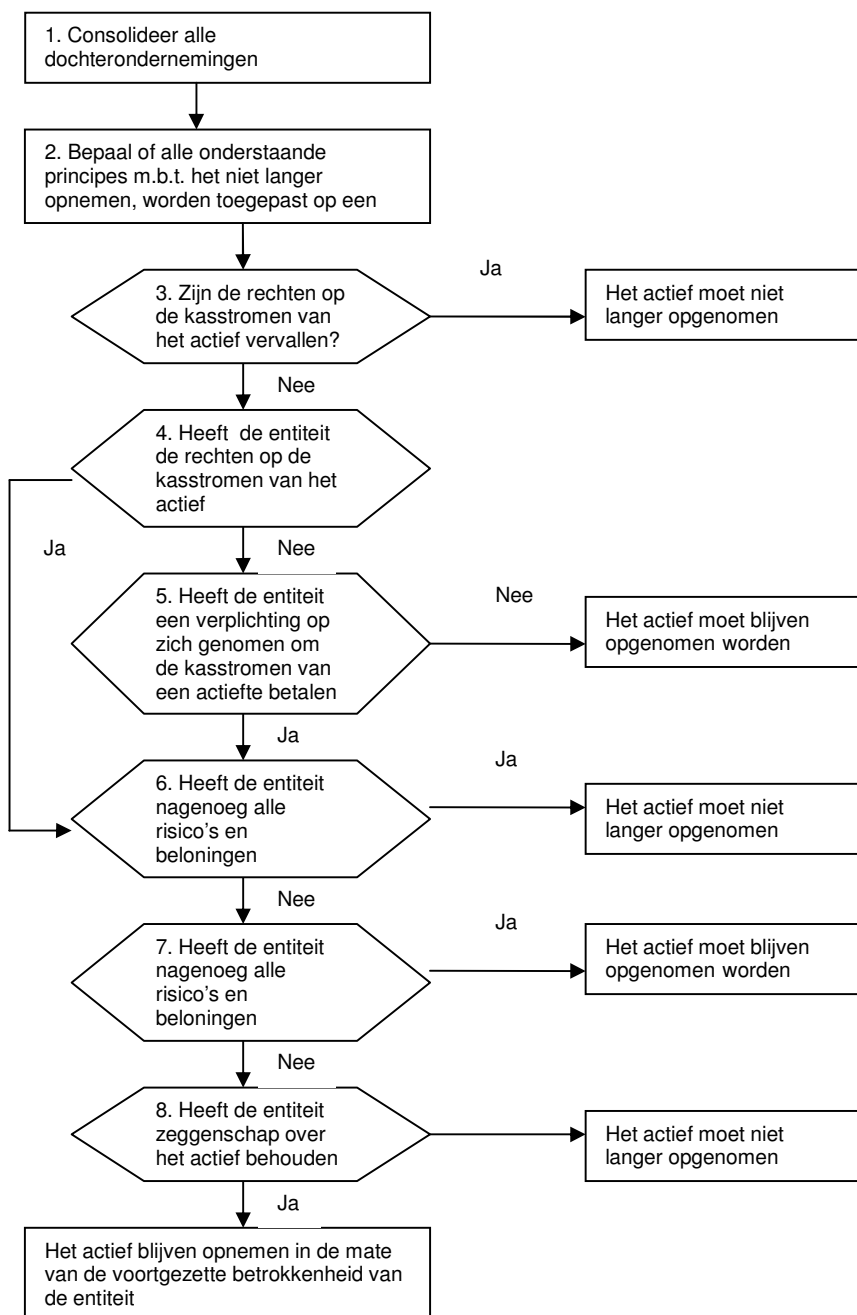 1. Consolideer alle
dochterondernemingen
2. Bepaal of alle onderstaande
principes m.b.t. het niet langer
opnemen, worden toegepast op een
3. Zijn de rechten op
de kasstromen van
het actief vervallen?
Ja
Het actief moet niet
langer opgenomen
Nee
4. Heeft de entiteit
de rechten op de
kasstromen van het
actief
Ja
Nee
5. Heeft de entiteit
een verplichting op
zich genomen om
de kasstromen van
een actiefte betalen
Nee
Het actief moet blijven
opgenomen worden
Ja
6. Heeft de entiteit
nagenoeg alle
risico's en
beloningen
Ja
Het actief moet niet
langer opgenomen
Nee
7. Heeft de entiteit
nagenoeg alle
risico's en
beloningen
Ja
Het actief moet blijven
opgenomen worden
Nee
8. Heeft de entiteit
zeggenschap over
het actief behouden
Het actief moet niet
langer opgenomen
Ja
Het actief blijven opnemen in de mate
van de voortgezette betrokkenheid van
de entiteit